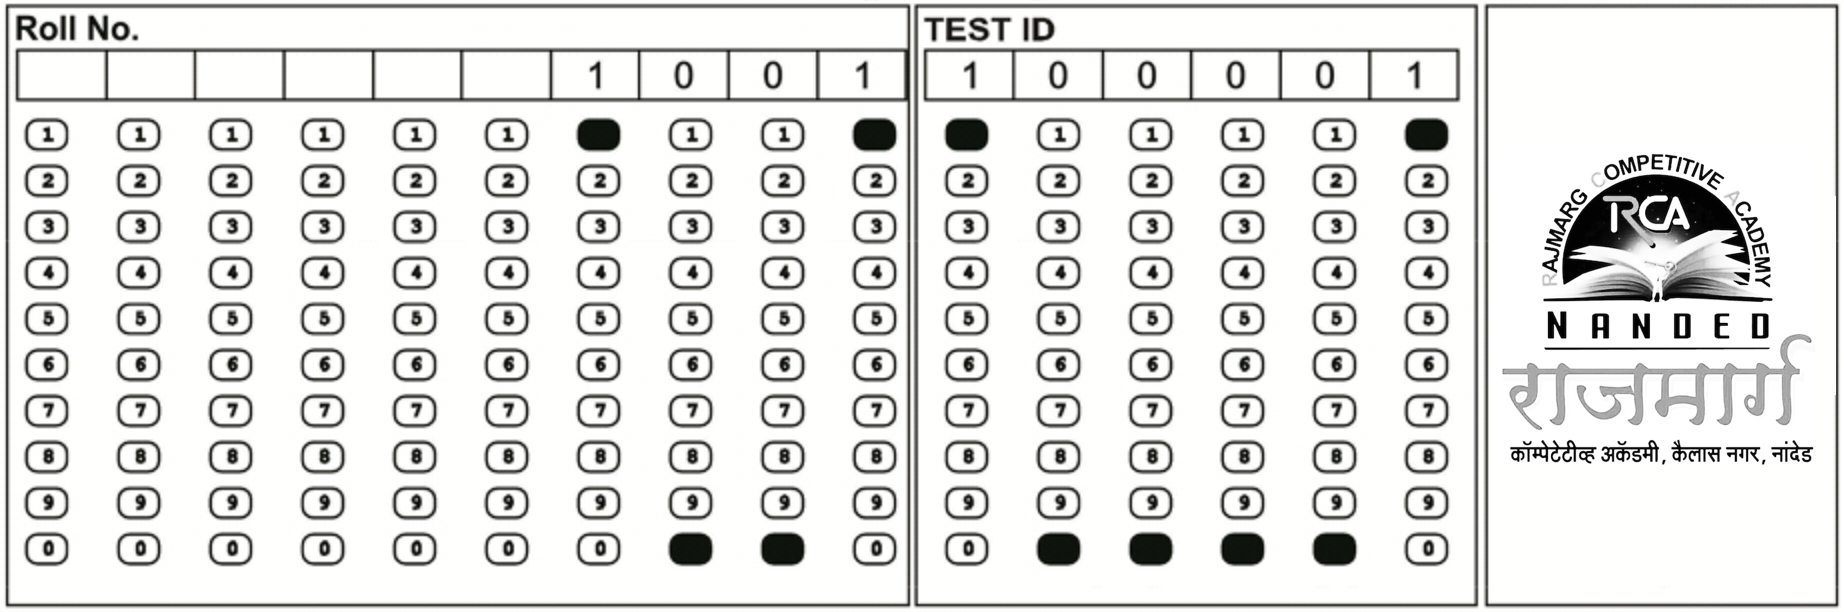 Roll No.
1 0 0 1
1 1 1 1 1 1 1 1
2 2 2 2 2 2 2 2 2 2
3 3 3 3 3 3 3 3 3 3
4 4 4 4 4 4 4 4 4 4
5 5 5 5 5 5 5 5 5 5
6 6 6 6 6 6 6 6 6 6
7 7 7 7 7 7 7 7 7 7
8 8 8 8 8 8 8 8 8 8
9 9 9 9 9 9 9 9 9 9
0 0 0 0 0 0 0 0
TEST ID
1 0 0 0 0 1
1 1 1 1
2 2 2 2 2 2
3 3 3 3 3 3
4 4 4 4 4 4
5 5 5 5 5 5
6 6 6 6 6 6
7 7 7 7 7 7
8 8 8 8 8 8
9 9 9 9 9 9
0 0
RAJMARG COMPETITIVE ACADEMY
RCA
NANDED
राजमार्ग
कॉम्पेटेटीव्ह अकॅडमी, कैलास नगर, नांदेड